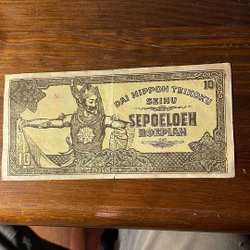 10
DAI NIPPON TEIKOKU
SEIHU
SEPOELOEH
ROEPIAH
10